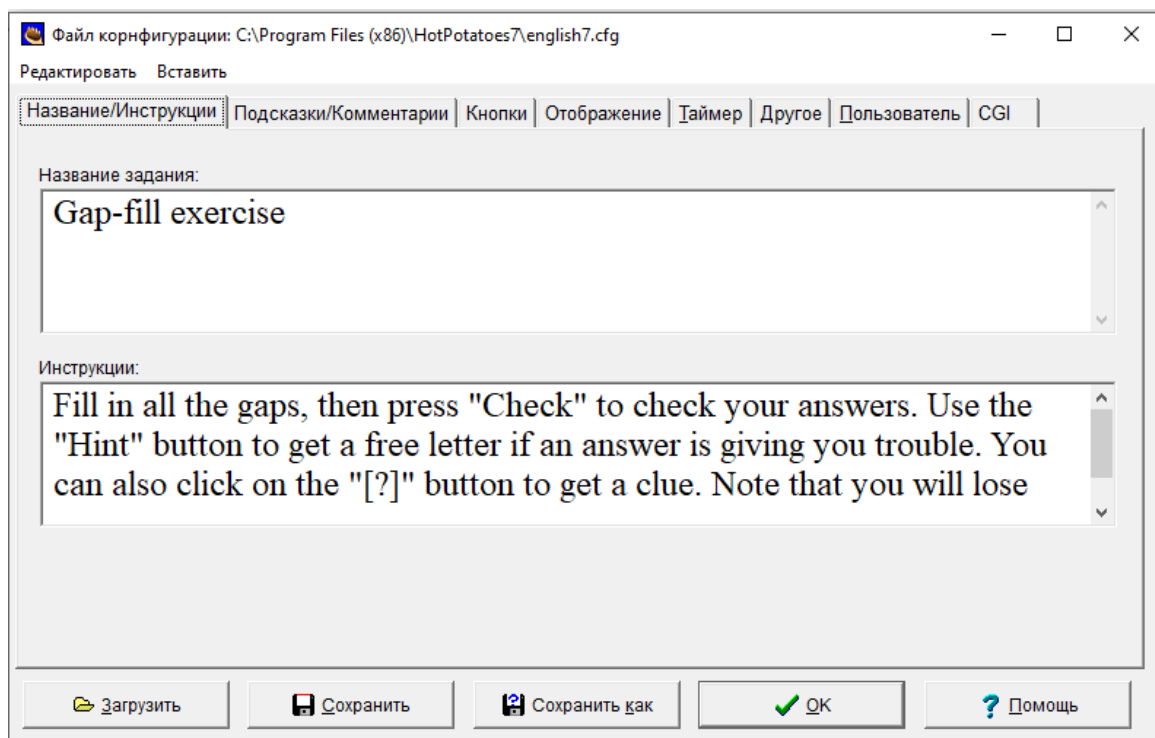 Файл корнфигурации: C:\Program Files (x86)\HotPotatoes7\english7.cfg
Редактировать Вставить
Название/Инструкции Подсказки/Комментарии Кнопки Отображение Таймер Другое Пользователь CGI
Название задания:
Gap-fill exercise
Инструкции:
Fill in all the gaps, then press "Check" to check your answers. Use the
"Hint" button to get a free letter if an answer is giving you trouble. You
can also click on the "[?]" button to get a clue. Note that you will lose
Загрузить Сохранить Сохранить как OK Помощь